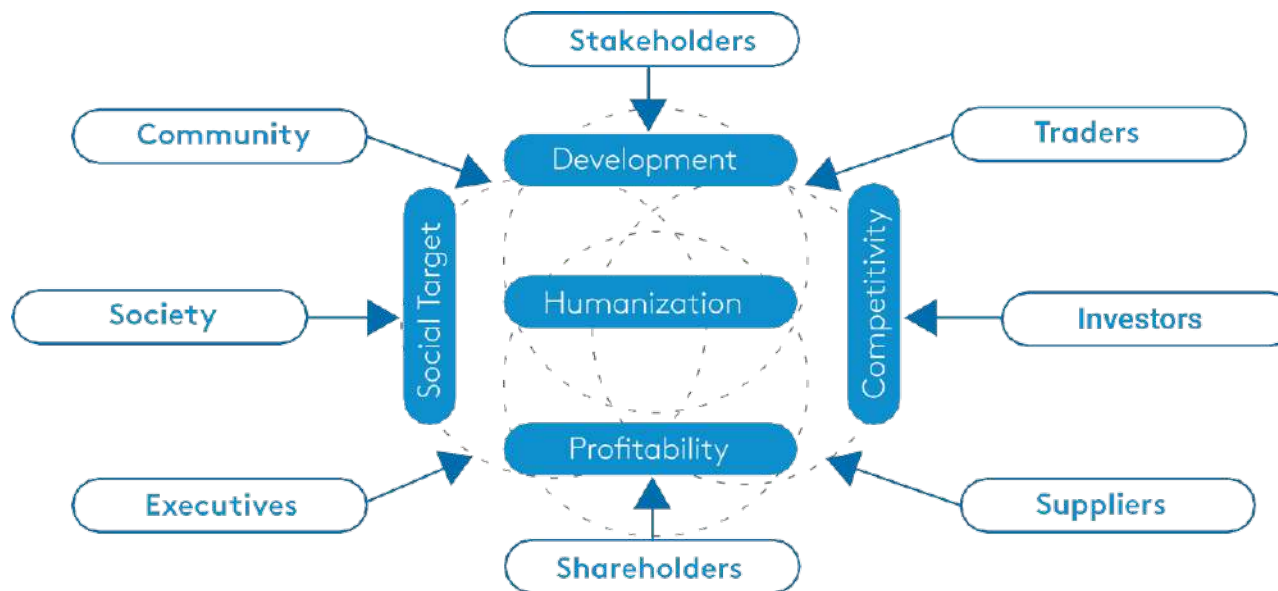 Stakeholders
Community
Traders
Development
Social Target
Competitivity
Humanization
Society
Investors
Profitability
Executives
Suppliers
Shareholders